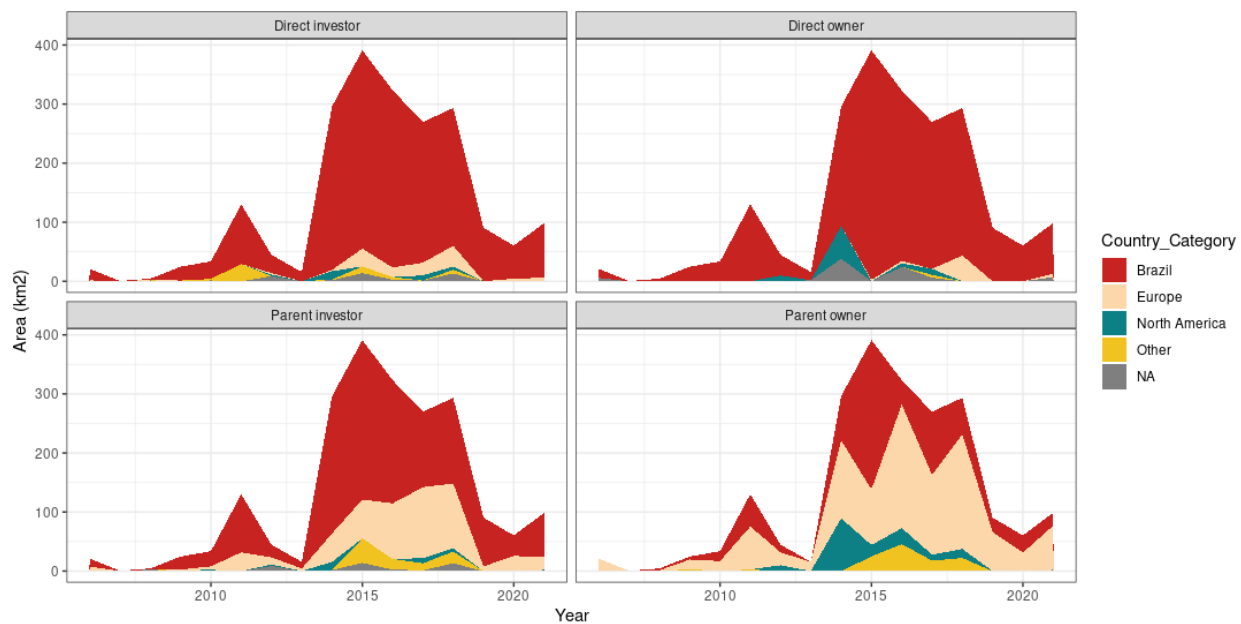 Direct investor
Direct owner
400
300
200
100
0
Parent investor
Parent owner
400
300
200
100
0
2010
2015
2020
2010
2015
2020
Area (km2)
Year
Country_Category
Brazil
Europe
North America
Other
NA